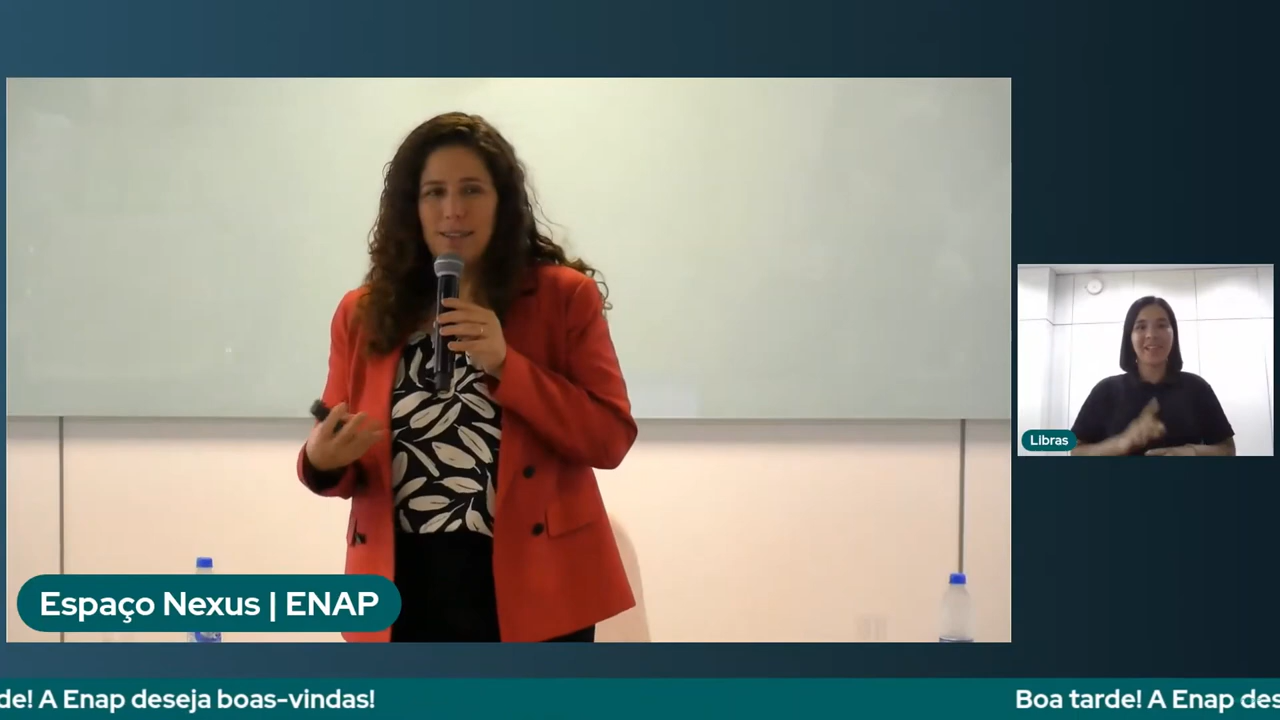 Espaço Nexus | ENAP
Libras
de! A Enap deseja boas-vindas!
Boa tarde! A Enap des